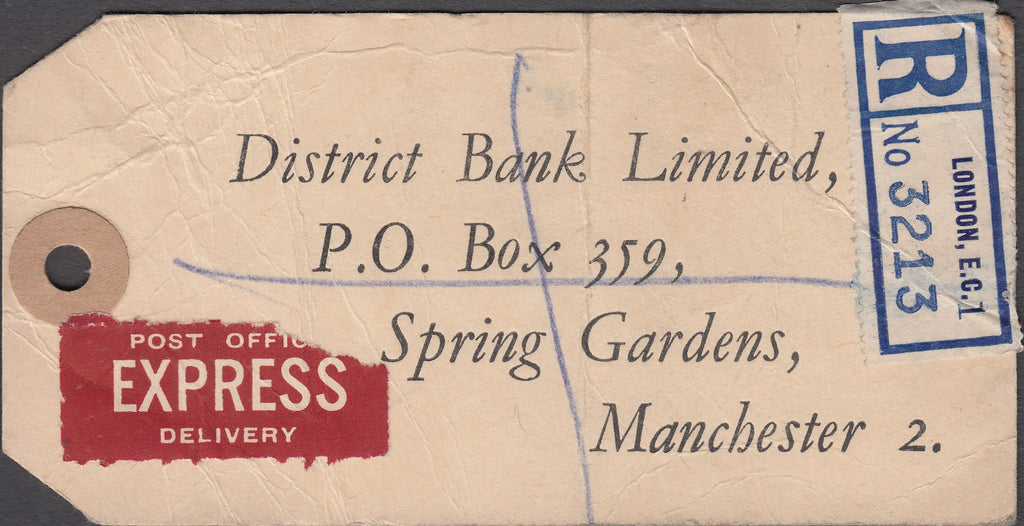 District Bank Limited,
P.O. Box 359,
Spring Gardens,
Manchester 2.
POST OFFIC
EXPRESS
DELIVERY
R
LONDON, E.C.1
No 3213